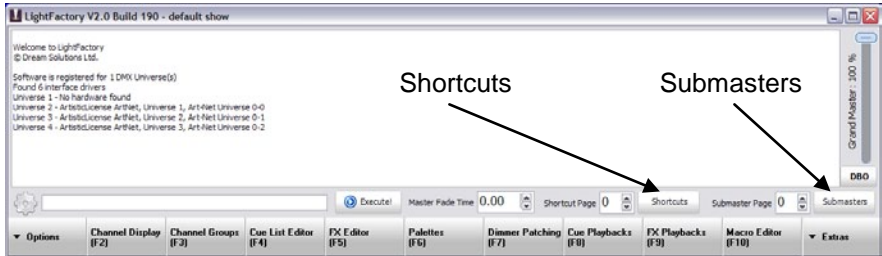 LightFactory V2.0 Build 190 - default show
Welcome to LightFactory
© Dream Solutions Ltd.
Software is registered for 1 DMX Universe(s)
Found 6 interface drivers
Universe 1 - No hardware found
Universe 2 - ArtisticLicense ArtNet, Universe 1, Art-Net Universe 0-0
Universe 3 - ArtisticLicense ArtNet, Universe 2, Art-Net Universe 0-1
Universe 4 - ArtisticLicense ArtNet, Universe 3, Art-Net Universe 0-2
Shortcuts
Submasters
Grand Master: 100 %
DBO
Execute!
Master Fade Time 0.00
Shortcut Page 0
Shortcuts
Submaster Page 0
Submasters
Options
Channel Display (F2)
Channel Groups (F3)
Cue List Editor (F4)
FX Editor (F5)
Palettes (F6)
Dimmer Patching (F7)
Cue Playbacks (F8)
FX Playbacks (F9)
Macro Editor (F10)
Extras